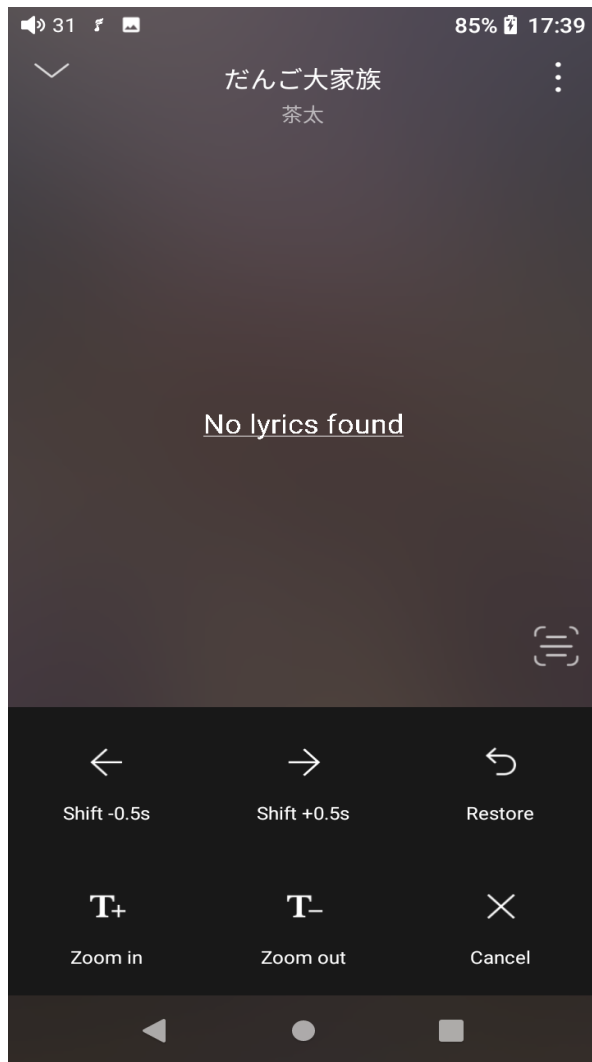 31
85% 17:39
だんご大家族
茶太
No lyrics found
Shift -0.5s Shift +0.5s Restore
T+ T-
Zoom in Zoom out Cancel